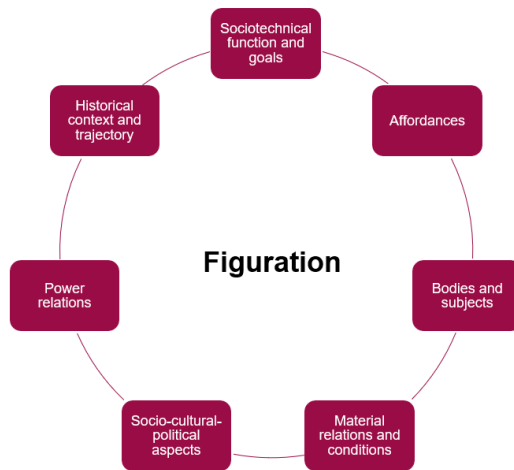 Sociotechnical
function and
goals
Affordances
Bodies and
subjects
Material
relations and
conditions
Socio-cultural-
political
aspects
Power
relations
Historical
context and
trajectory
Figuration